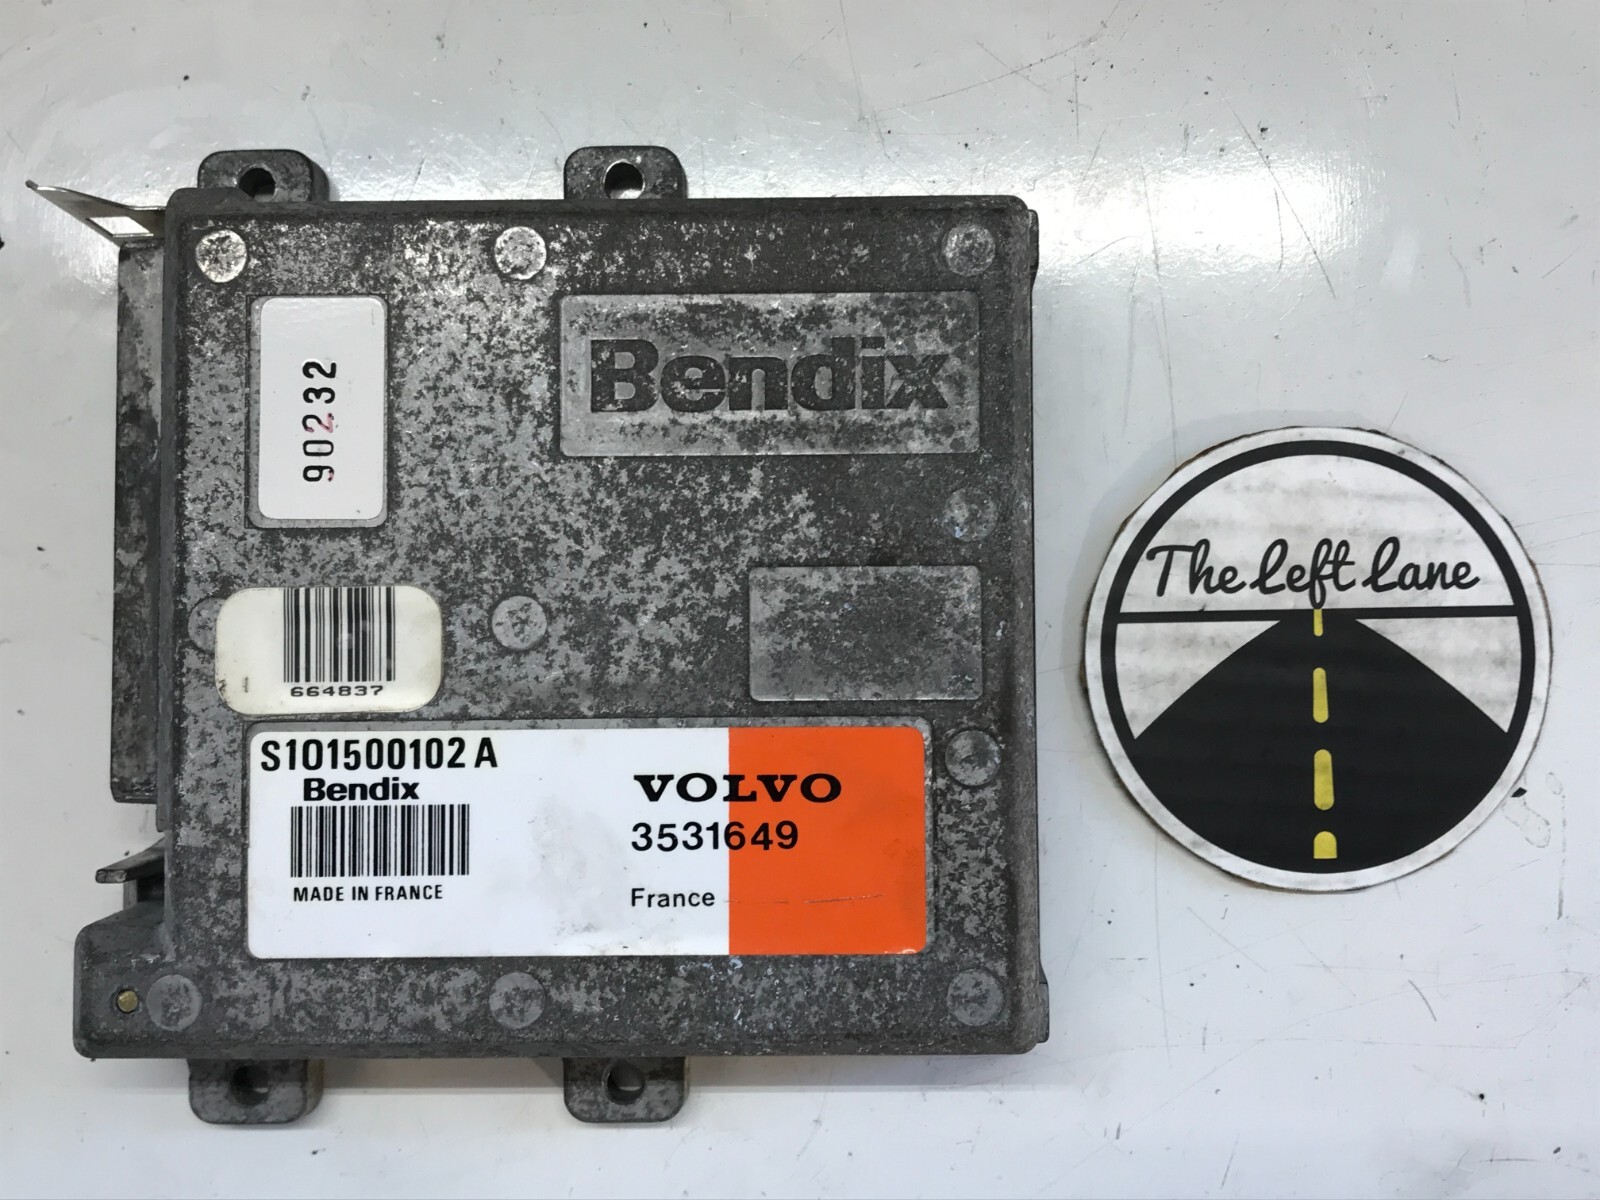 90232
Bendix
664837
S101500102 A
Bendix
MADE IN FRANCE
VOLVO
3531649
France
The Left Lane